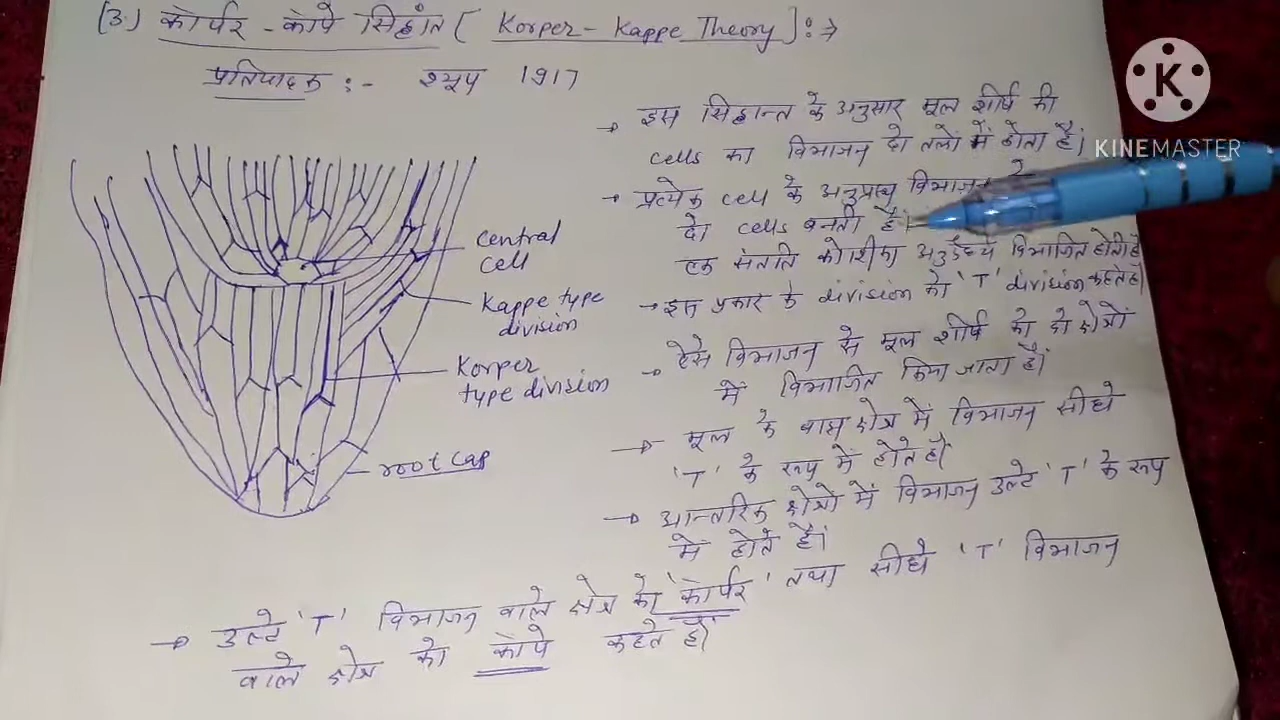 (3.) कॉर्पर - कॉपे सिद्धांत ( Korper - Kappe Theory ) :⇒
प्रतिपादक :- श्यूप 1917
→ इस सिद्धान्त के अनुसार मूल शीर्ष की
cells का विभाजन दो तलों में होता है।
→ प्रत्येक cell के अनुप्रस्थ विभाजन से
दो cells बनती है।
एक संतति कोशिका अनुदैर्ध्य विभाजित होती है
→ इस प्रकार के division को 'T' division कहते है
→ ऐसे विभाजन से मूल शीर्ष को दो क्षेत्रों
में विभाजित किया जाता है।
→ मूल के बाह्य क्षेत्र में विभाजन सीधे
'T' के रूप में होते है।
→ आन्तरिक क्षेत्रो में विभाजन उल्टे 'T' के रूप
में होते है।
→ उल्टे 'T' विभाजन वाले क्षेत्र को 'कॉर्पर' तथा सीधे 'T' विभाजन
वाले क्षेत्र को कॉपे कहते है।
central
cell
Kappe type
division
Korper
type division
root cap
K
KINEMASTER